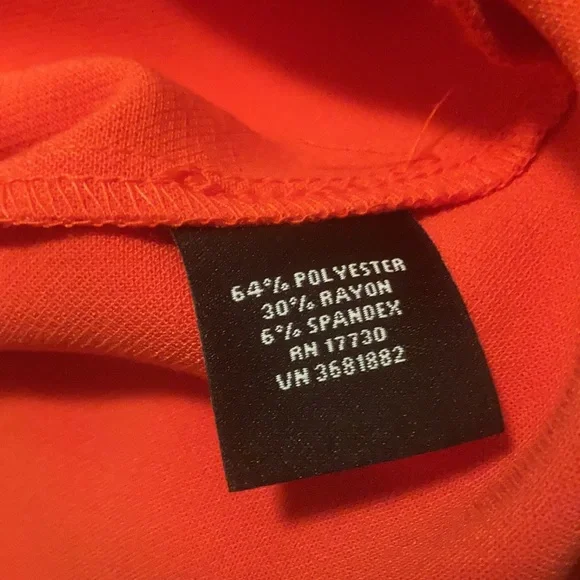 64% POLYESTER
30% RAYON
6% SPANDEX
RN 17730
VN 3681882